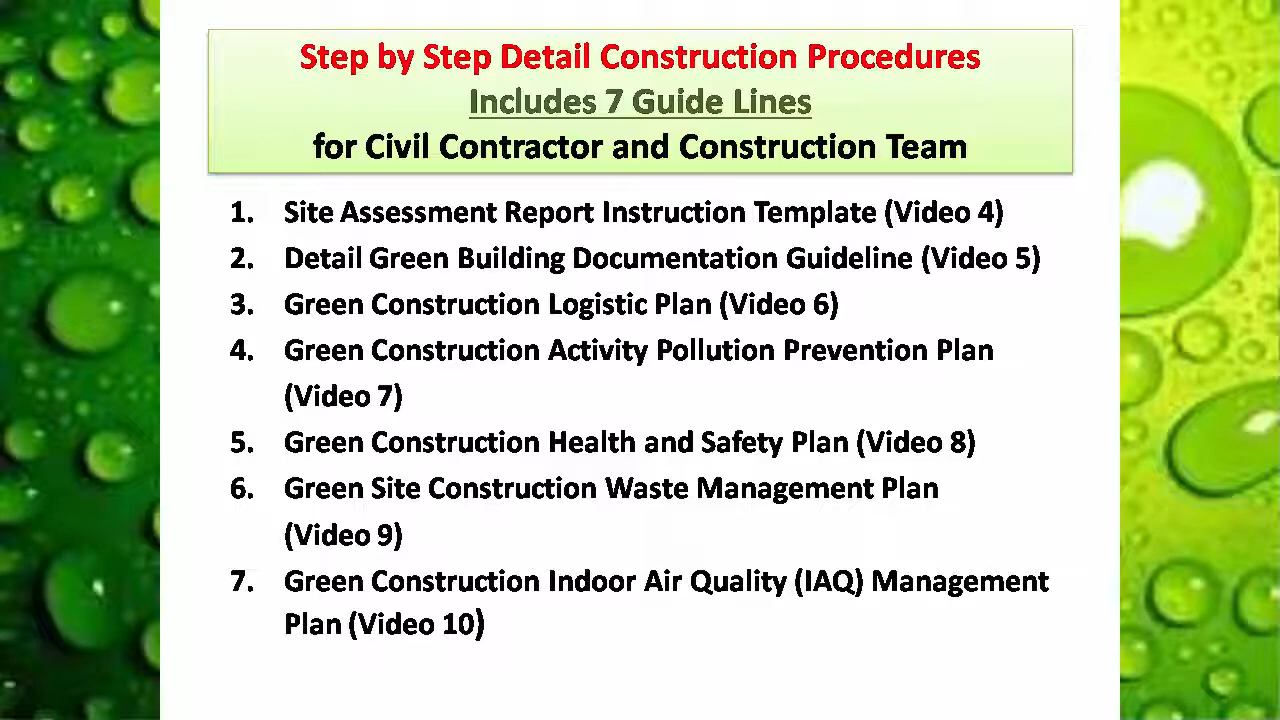 Step by Step Detail Construction Procedures
Includes 7 Guide Lines
for Civil Contractor and Construction Team
1. Site Assessment Report Instruction Template (Video 4)
2. Detail Green Building Documentation Guideline (Video 5)
3. Green Construction Logistic Plan (Video 6)
4. Green Construction Activity Pollution Prevention Plan
(Video 7)
5. Green Construction Health and Safety Plan (Video 8)
6. Green Site Construction Waste Management Plan
(Video 9)
7. Green Construction Indoor Air Quality (IAQ) Management
Plan (Video 10)